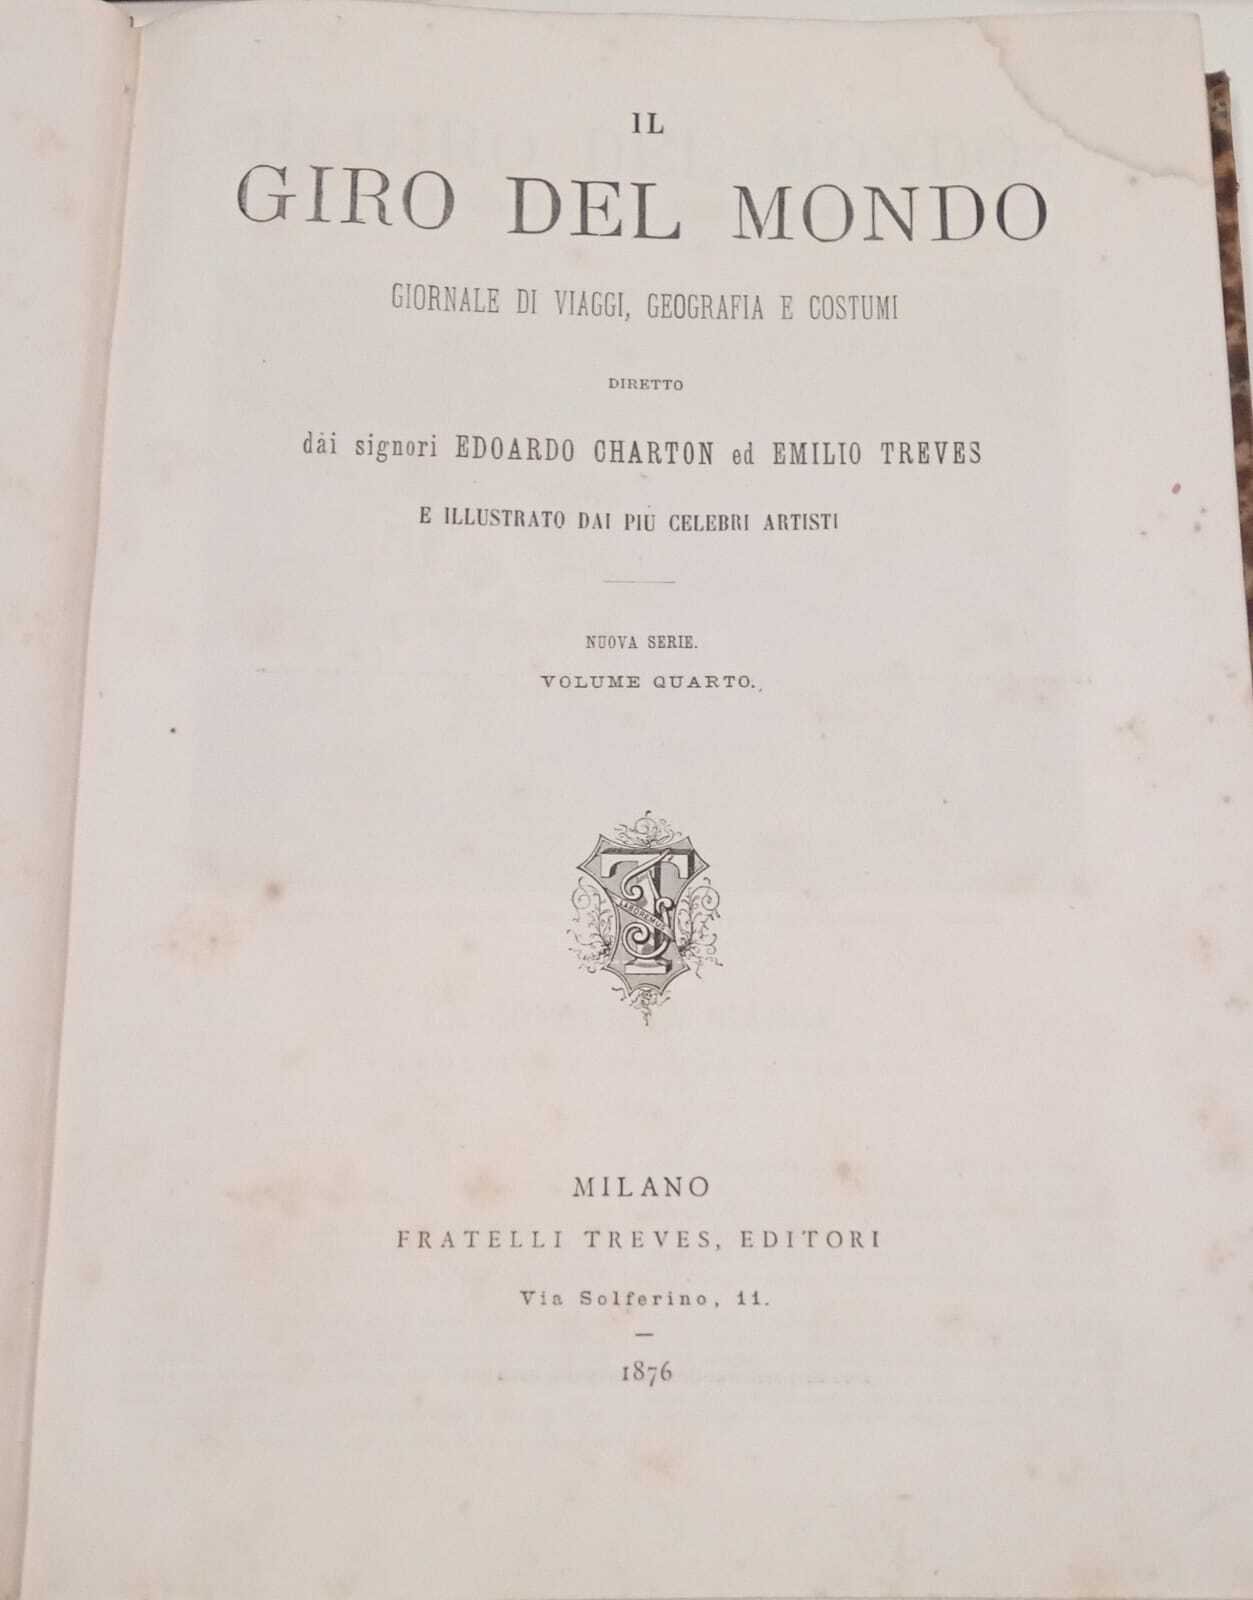 IL
GIRO DEL MONDO
GIORNALE DI VIAGGI, GEOGRAFIA E COSTUMI
DIRETTO
dai signori EDOARDO CHARTON ed EMILIO TREVES
E ILLUSTRATO DAI PIÙ CELEBRI ARTISTI
NUOVA SERIE.
VOLUME QUARTO.
LABOREMUS
MILANO
FRATELLI TREVES, EDITORI
Via Solferino, 11.
1876